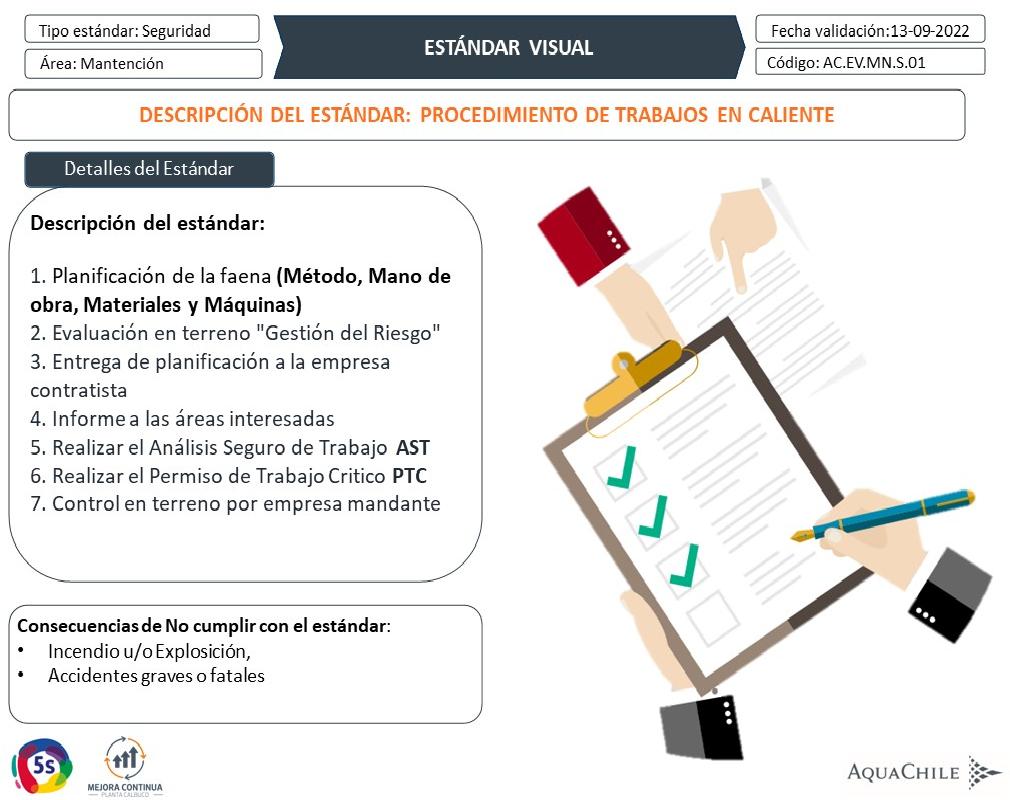 Tipo estándar: Seguridad
Área: Mantención
ESTÁNDAR VISUAL
Fecha validación:13-09-2022
Código: AC.EV.MN.S.01
DESCRIPCIÓN DEL ESTÁNDAR: PROCEDIMIENTO DE TRABAJOS EN CALIENTE
Detalles del Estándar
Descripción del estándar:
1. Planificación de la faena (Método, Mano de
obra, Materiales y Máquinas)
2. Evaluación en terreno "Gestión del Riesgo"
3. Entrega de planificación a la empresa
contratista
4. Informe a las áreas interesadas
5. Realizar el Análisis Seguro de Trabajo AST
6. Realizar el Permiso de Trabajo Critico PTC
7. Control en terreno por empresa mandante
Consecuencias de No cumplir con el estándar:
• Incendio u/o Explosición,
• Accidentes graves o fatales
5s
MEJORA CONTINUA
PLANTA CALBUCO
AQUACHILE